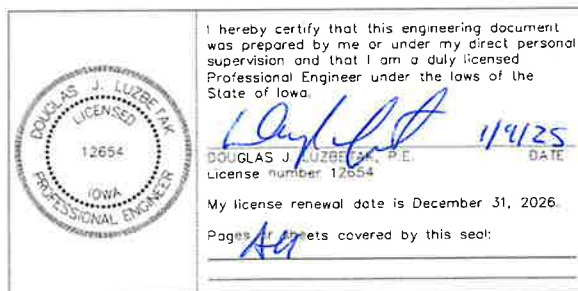 DOUGLAS J. LUZBETAK
LICENSED
12654
IOWA
PROFESSIONAL ENGINEER
I hereby certify that this engineering document
was prepared by me or under my direct personal
supervision and that I am a duly licensed
Professional Engineer under the laws of the
State of Iowa.
1/9/25
DOUGLAS J. LUZBETAK, P.E. DATE
License number 12654
My license renewal date is December 31, 2026.
Pages or sheets covered by this seal:
All